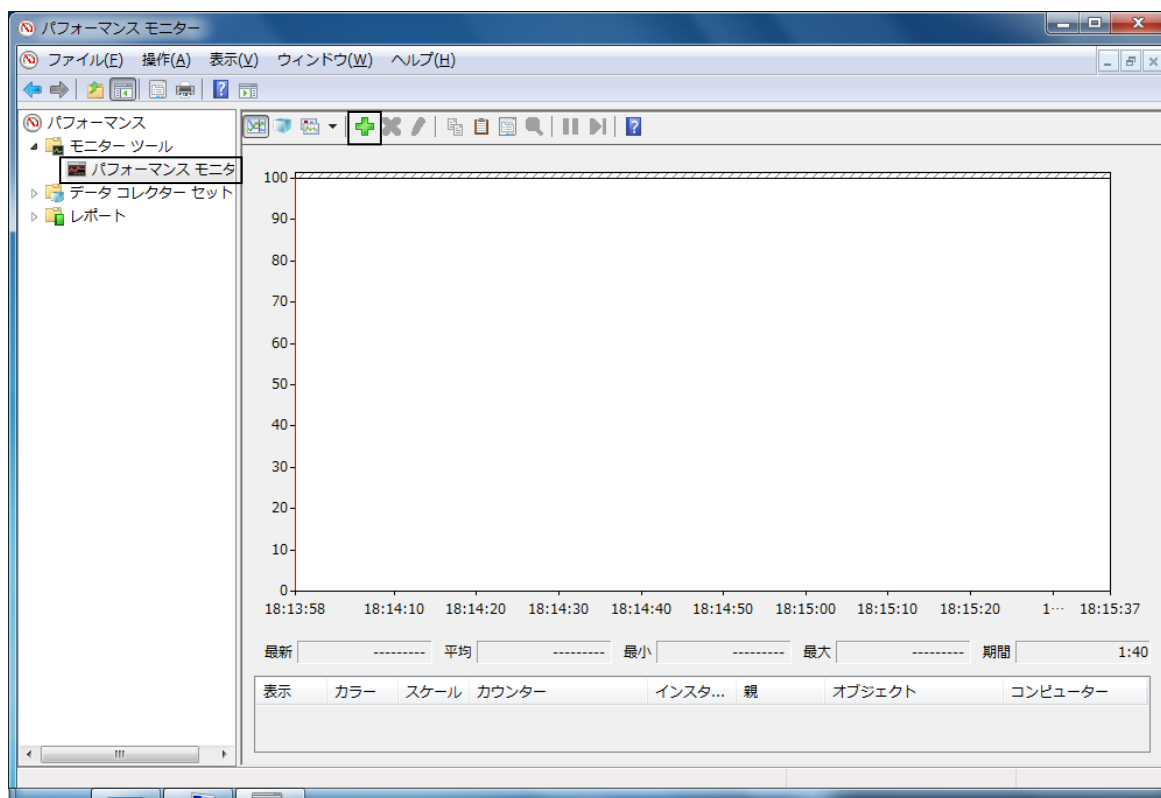 パフォーマンス モニター
ファイル(F) 操作(A) 表示(V) ウィンドウ(W) ヘルプ(H)
パフォーマンス
モニター ツール
パフォーマンス モニタ
データ コレクター セット
レポート
100
90
80
70
60
50
40
30
20
10
0
18:13:58 18:14:10 18:14:20 18:14:30 18:14:40 18:14:50 18:15:00 18:15:10 18:15:20 1… 18:15:37
最新 --------- 平均 --------- 最小 --------- 最大 --------- 期間 1:40
表示 カラー スケール カウンター インスタ... 親 オブジェクト コンピューター